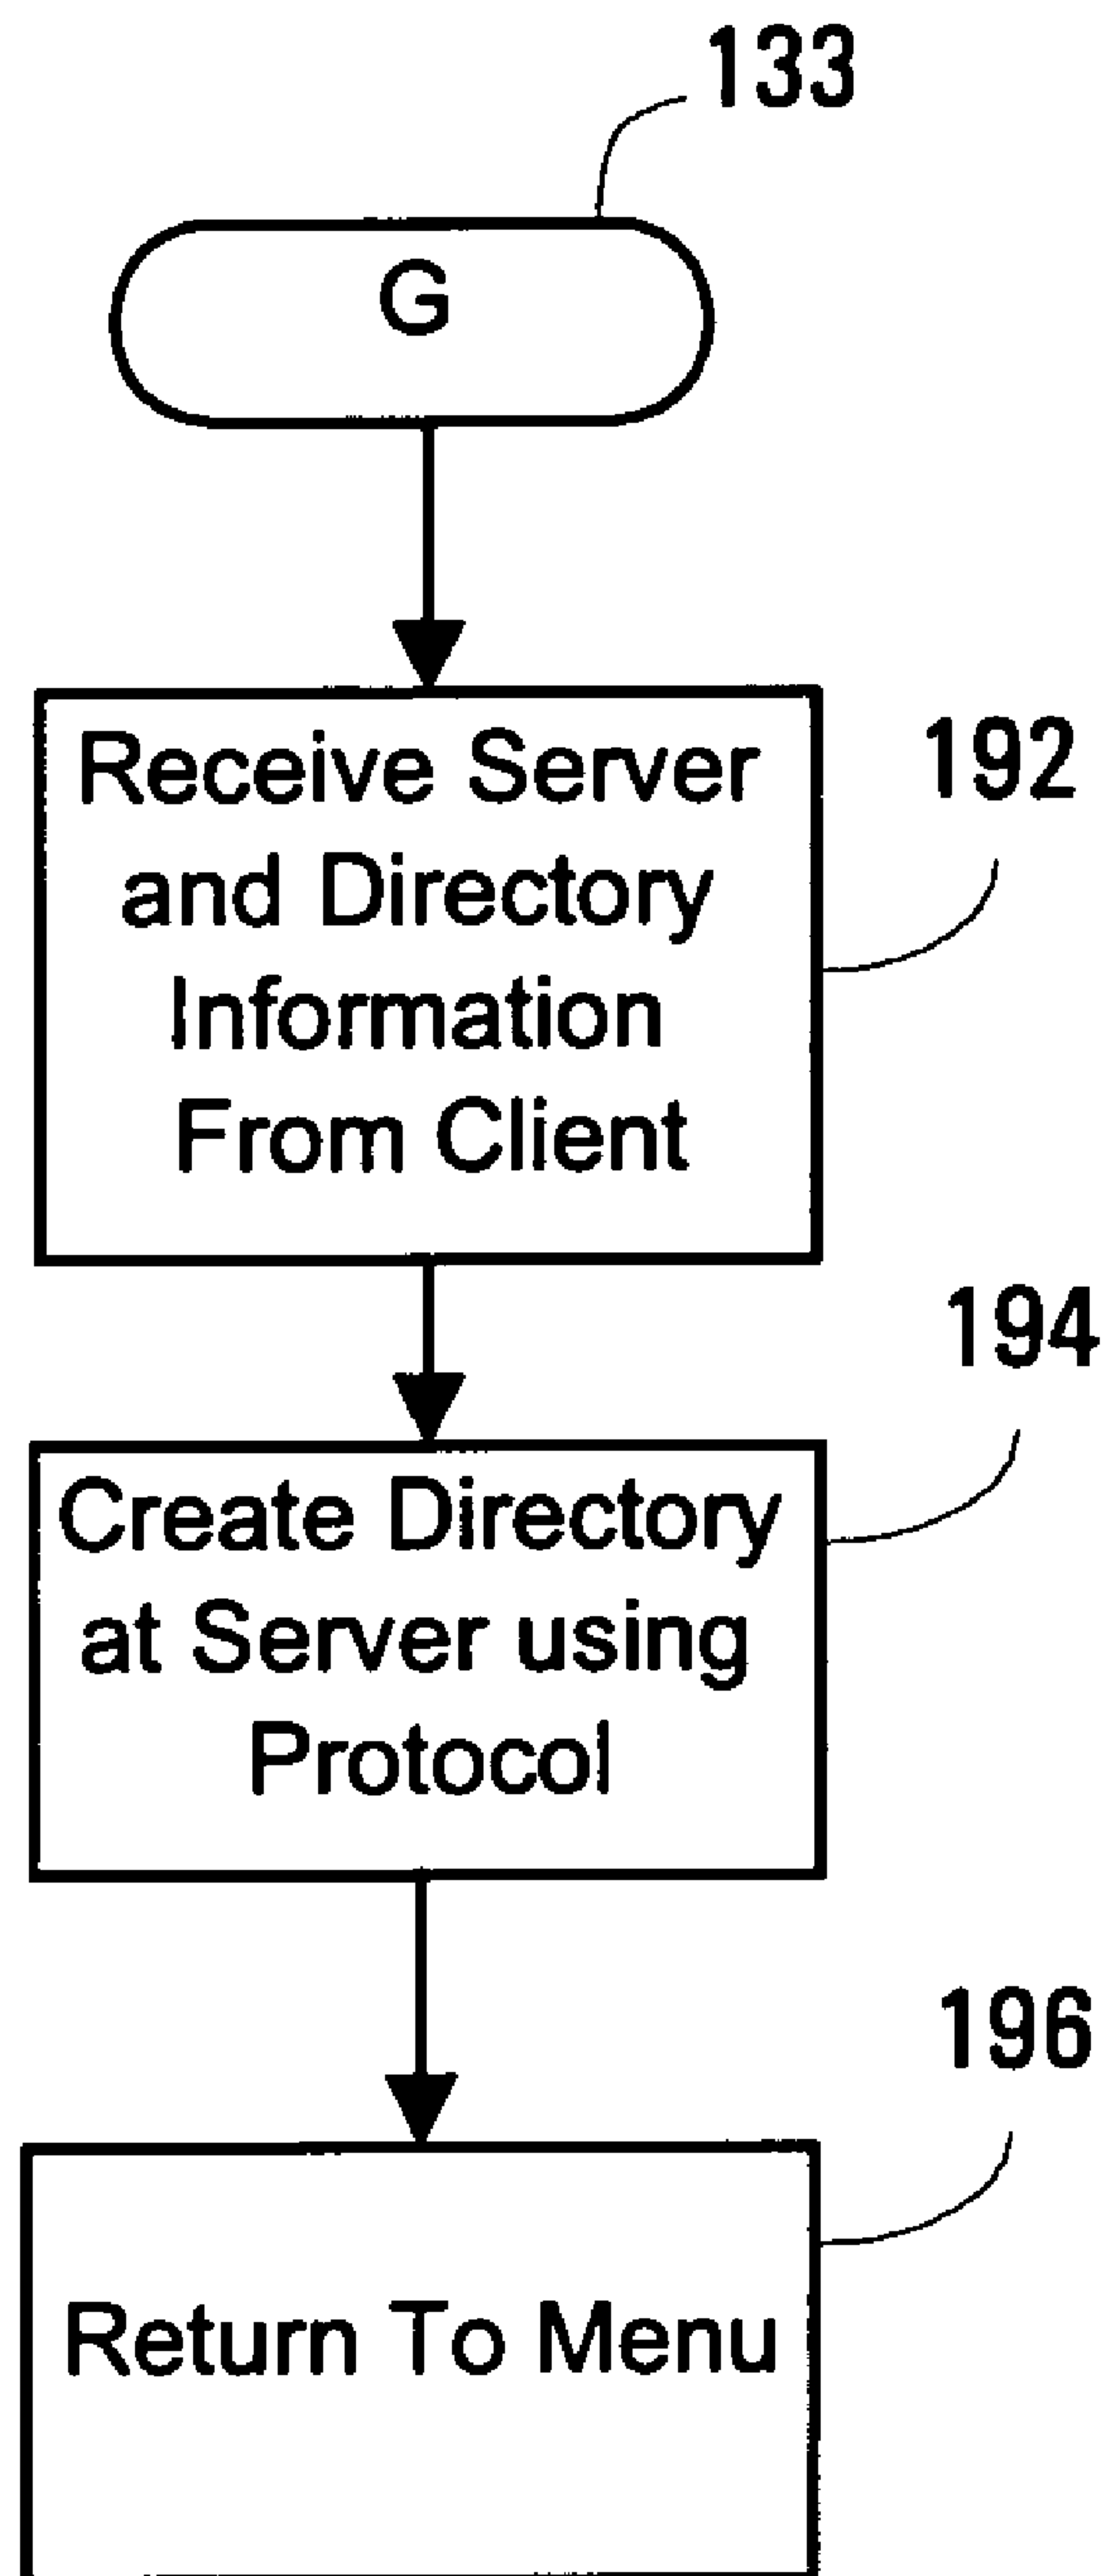 133
G
Receive Server
and Directory
Information
From Client
192
Create Directory
at Server using
Protocol
194
Return To Menu
196